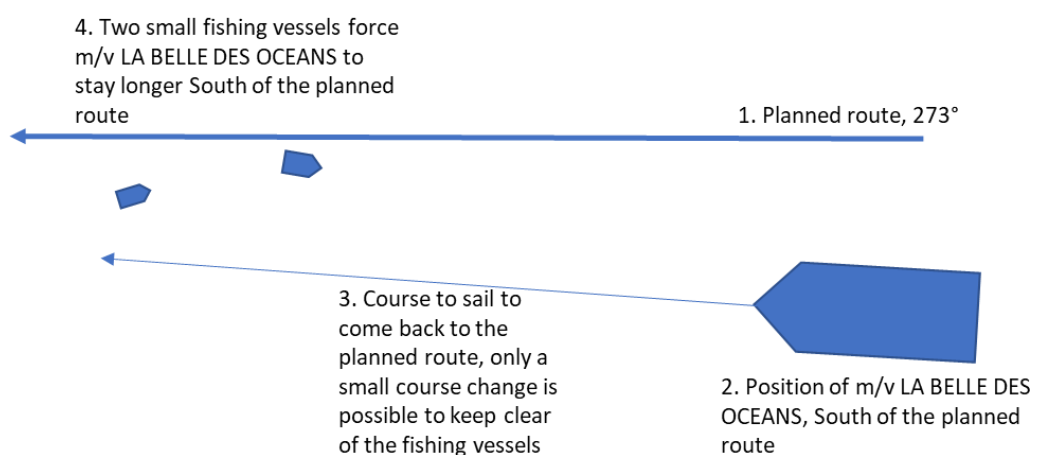 4. Two small fishing vessels force
m/v LA BELLE DES OCEANS to
stay longer South of the planned
route
1. Planned route, 273°
3. Course to sail to
come back to the
planned route, only a
small course change is
possible to keep clear
of the fishing vessels
2. Position of m/v LA BELLE DES
OCEANS, South of the planned
route